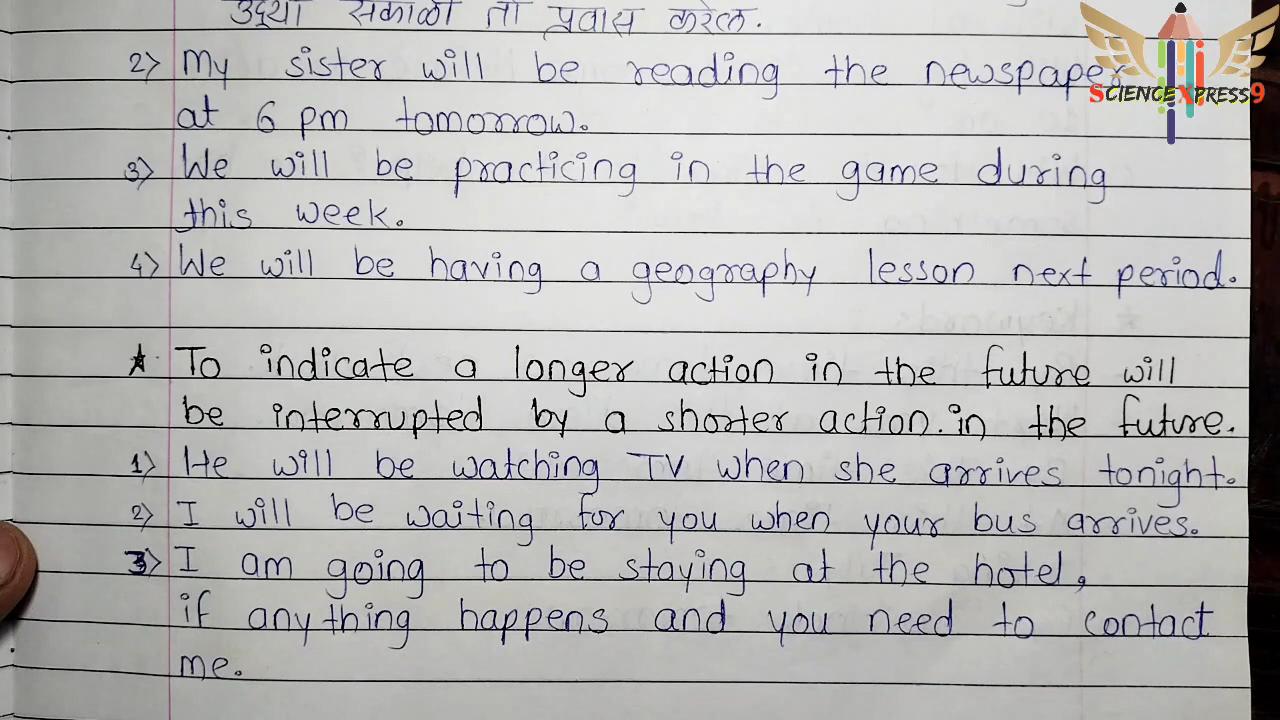 उद्या सकाळी तो प्रवास करेल.
SCIENCEXPRESS9
2) My sister will be reading the newspaper
at 6 pm tomorrow.
3) We will be practicing in the game during
this week.
4) We will be having a geography lesson next period.
★ To indicate a longer action in the future will
be interrupted by a shorter action. in the future.
1) He will be watching TV when she arrives tonight.
2) I will be waiting for you when your bus arrives.
3) I am going to be staying at the hotel,
if anything happens and you need to contact
me.